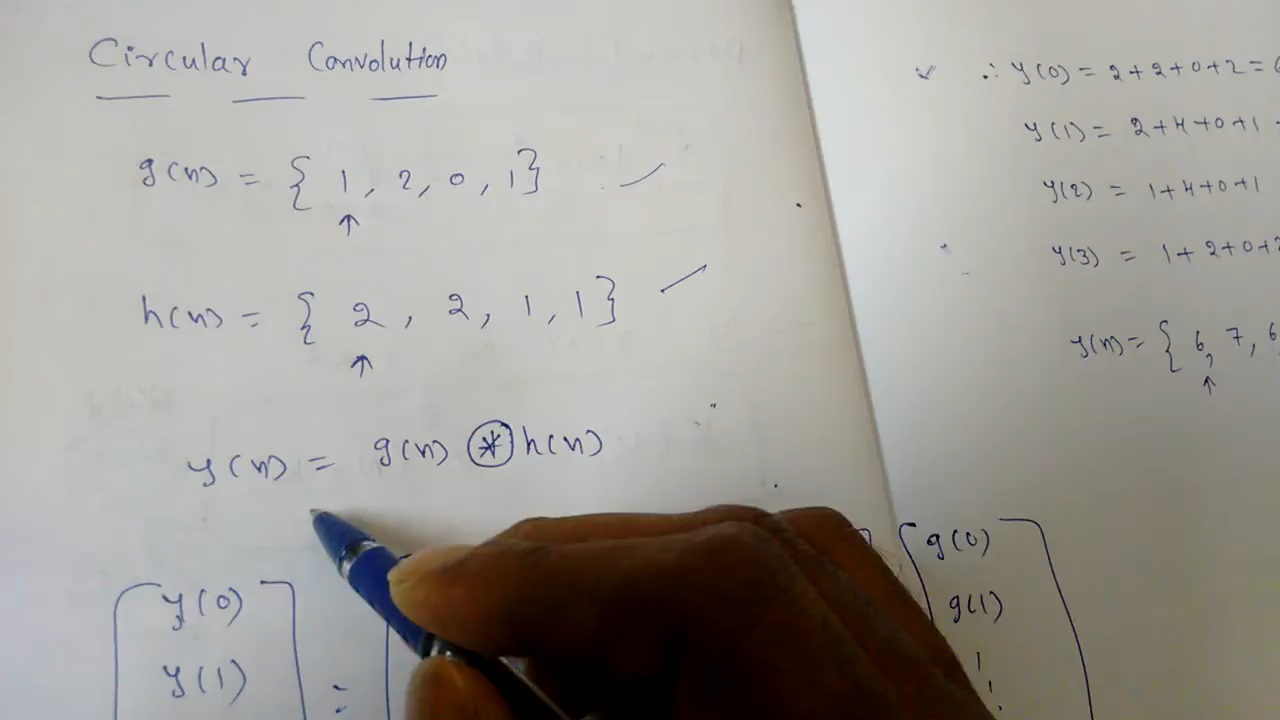 Circular Convolution
g(n) = { 1, 2, 0, 1}
↑
h(n) = { 2, 2, 1, 1}
↑
y(n) = g(n) ⊛ h(n)
y(0)
y(1)
=
g(0)
g(1)
∴ y(0) = 2+2+0+2=
y(1) = 2+4+0+1
y(2) = 1+4+0+1
y(3) = 1+2+0+
y(n) = { 6, 7, 6
↑